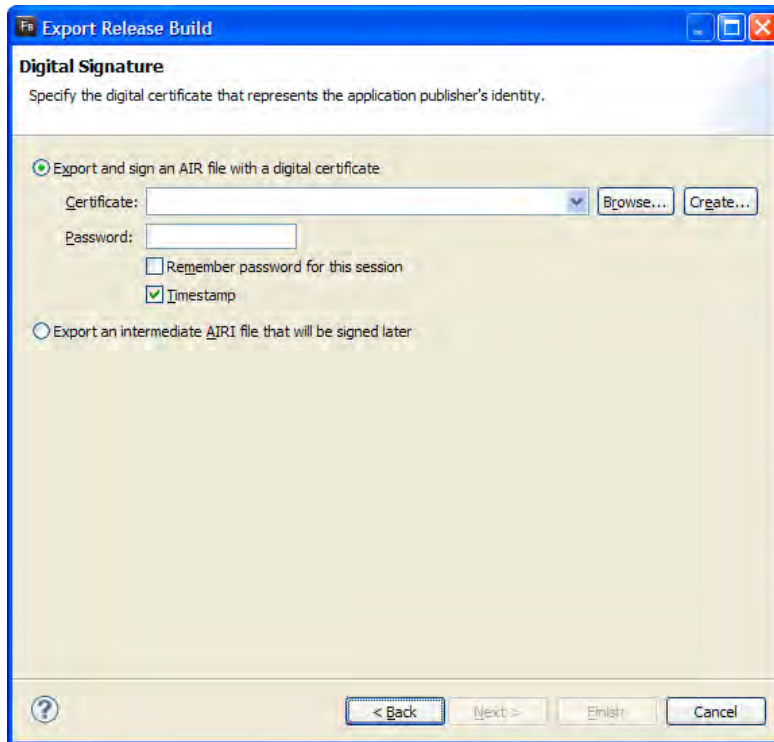 FB Export Release Build
Digital Signature
Specify the digital certificate that represents the application publisher's identity.
Export and sign an AIR file with a digital certificate
Certificate: Browse... Create...
Password:
Remember password for this session
Timestamp
Export an intermediate AIRI file that will be signed later
? < Back Next > Finish Cancel